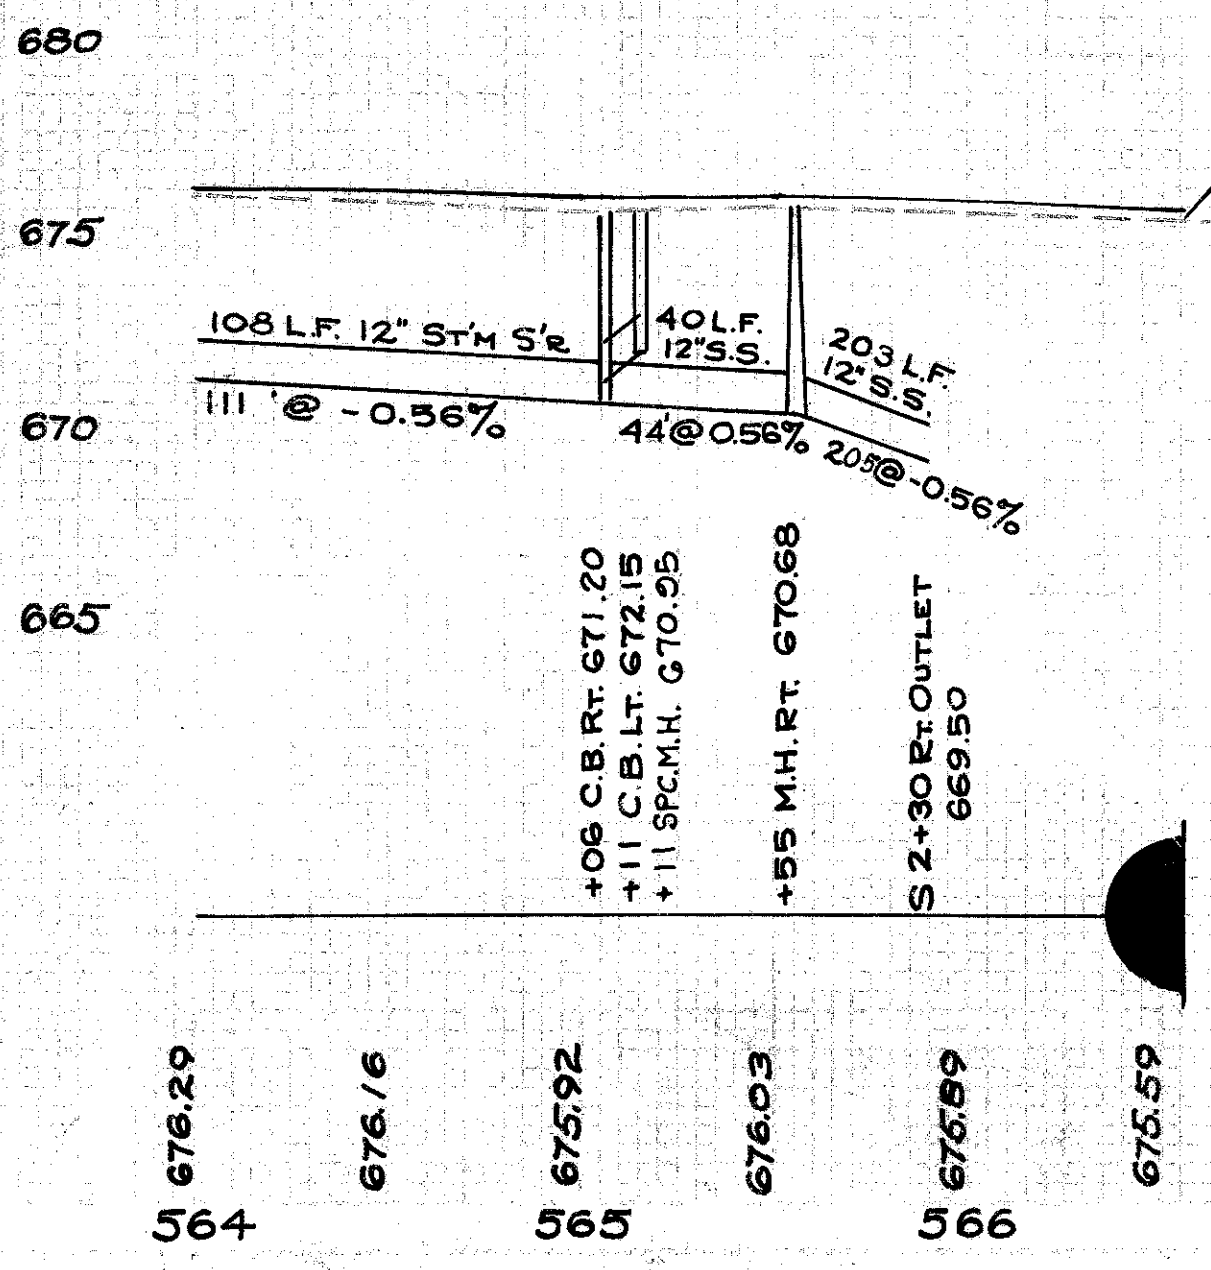 680
675
108 L.F. 12" ST'M S'R
40 L.F.
12" S.S.
203 L.F.
12" S.S.
670
111 '@ -0.56%
44'@ 0.56%
205@ -0.56%
665
+06 C.B. RT. 671.20
+11 C.B. LT. 672.15
+11 SPC.M.H. 670.95
+55 M.H. RT. 670.68
S 2+30 RT. OUTLET
669.50
676.29
676.16
675.92
676.03
675.89
675.59
564
565
566